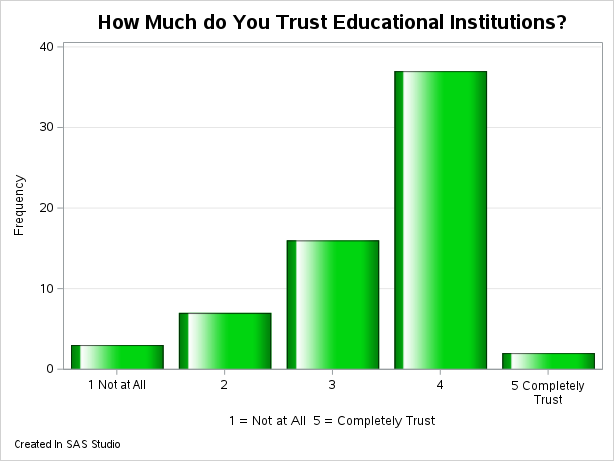 How Much do You Trust Educational Institutions?
40
30
20
10
0
Frequency
1 Not at All
2
3
4
5 Completely
Trust
1 = Not at All  5 = Completely Trust
Created In SAS Studio